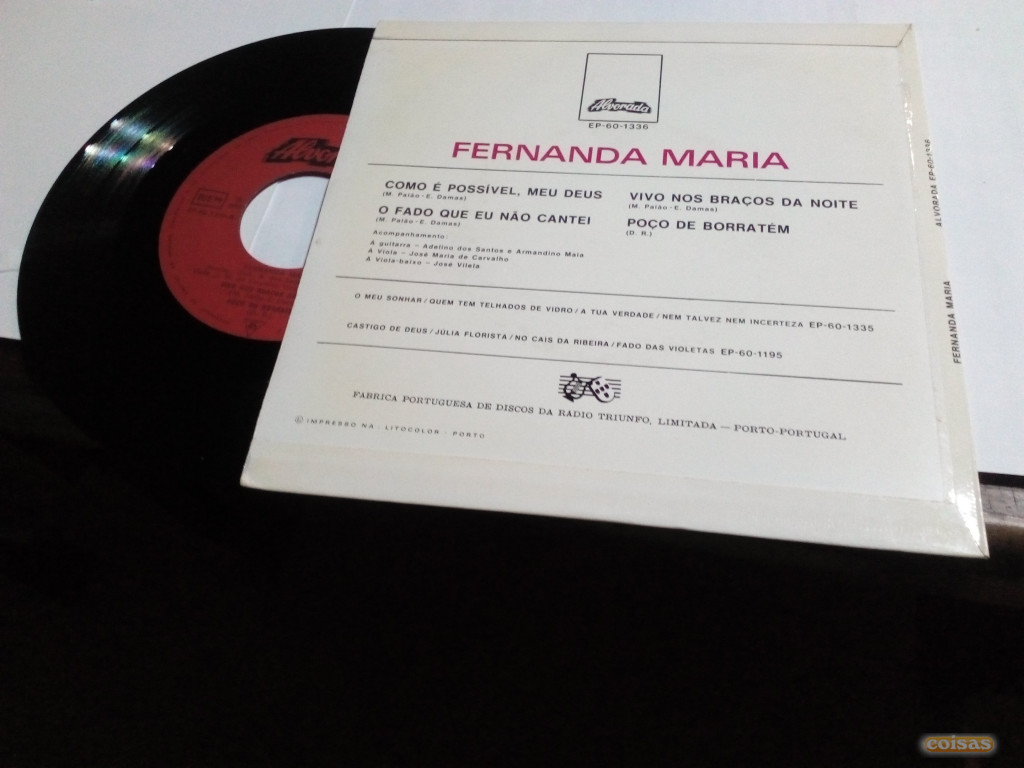 Alvorada
EP-60-1336
FERNANDA MARIA
COMO É POSSÍVEL, MEU DEUS
(M. Paião - E. Damas)
O FADO QUE EU NÃO CANTEI
(M. Paião - E. Damas)
VIVO NOS BRAÇOS DA NOITE
(M. Paião - E. Damas)
POÇO DE BORRATÉM
(D. R.)
Acompanhamento:
À guitarra – Adelino dos Santos e Armandino Maia
À Viola – José Maria de Carvalho
À Viola-baixo – José Vilela
O MEU SONHAR / QUEM TEM TELHADOS DE VIDRO / A TUA VERDADE / NEM TALVEZ NEM INCERTEZA EP-60-1335
CASTIGO DE DEUS / JÚLIA FLORISTA / NO CAIS DA RIBEIRA / FADO DAS VIOLETAS EP-60-1195
FABRICA PORTUGUESA DE DISCOS DA RADIO TRIUNFO, LIMITADA — PORTO-PORTUGAL
© IMPRESSO NA - LITOCOLOR - PORTO
FERNANDA MARIA
ALVORADA EP-60-1336
Alvorada
coisas